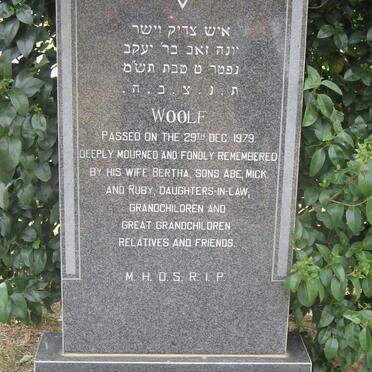 איש צדיק וישר
יונה זאב בר׳ יעקב
נפטר ט טבת תש״מ
ת. נ. צ. ב. ה.
WOOLF
PASSED ON THE 29TH DEC. 1979
DEEPLY MOURNED AND FONDLY REMEMBERED
BY HIS WIFE BERTHA, SONS ABE, MICK
AND RUBY, DAUGHTERS-IN-LAW,
GRANDCHILDREN AND
GREAT GRANDCHILDREN
RELATIVES AND FRIENDS.
M.H.D.S.R.I.P.